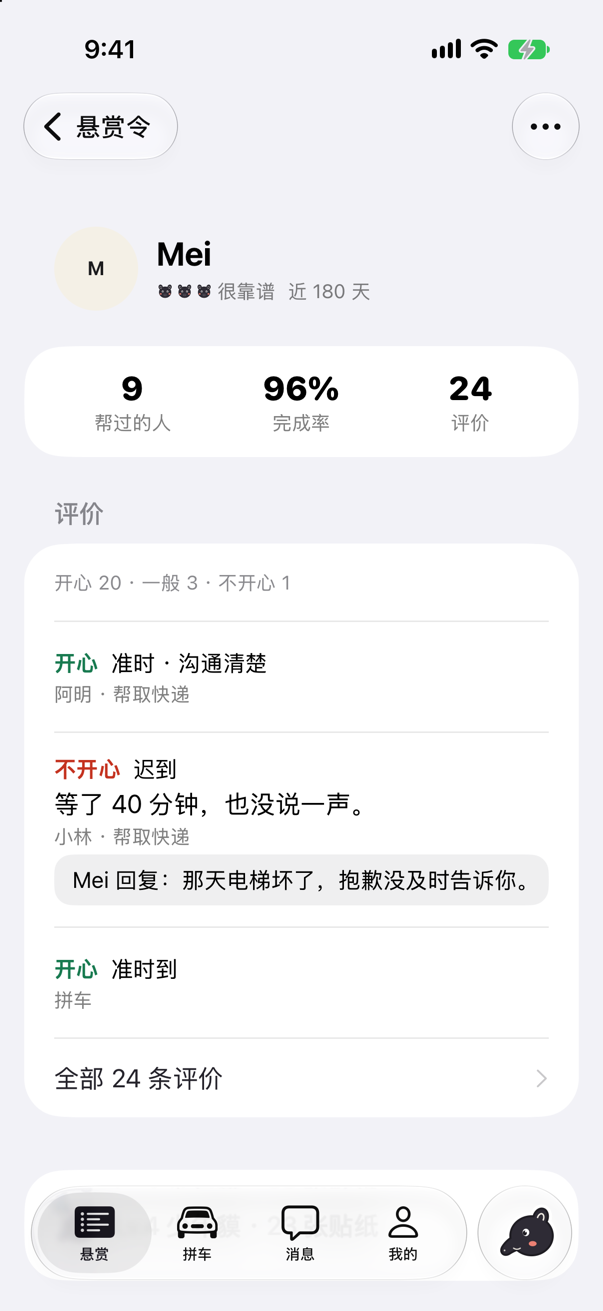 9:41
悬赏令
M
Mei
很靠谱 近 180 天
9
帮过的人
96%
完成率
24
评价
评价
开心 20 · 一般 3 · 不开心 1
开心 准时 · 沟通清楚
阿明 · 帮取快递
不开心 迟到
等了 40 分钟，也没说一声。
小林 · 帮取快递
Mei 回复：那天电梯坏了，抱歉没及时告诉你。
开心 准时到
拼车
全部 24 条评价
张贴纸
悬赏
拼车
消息
我的